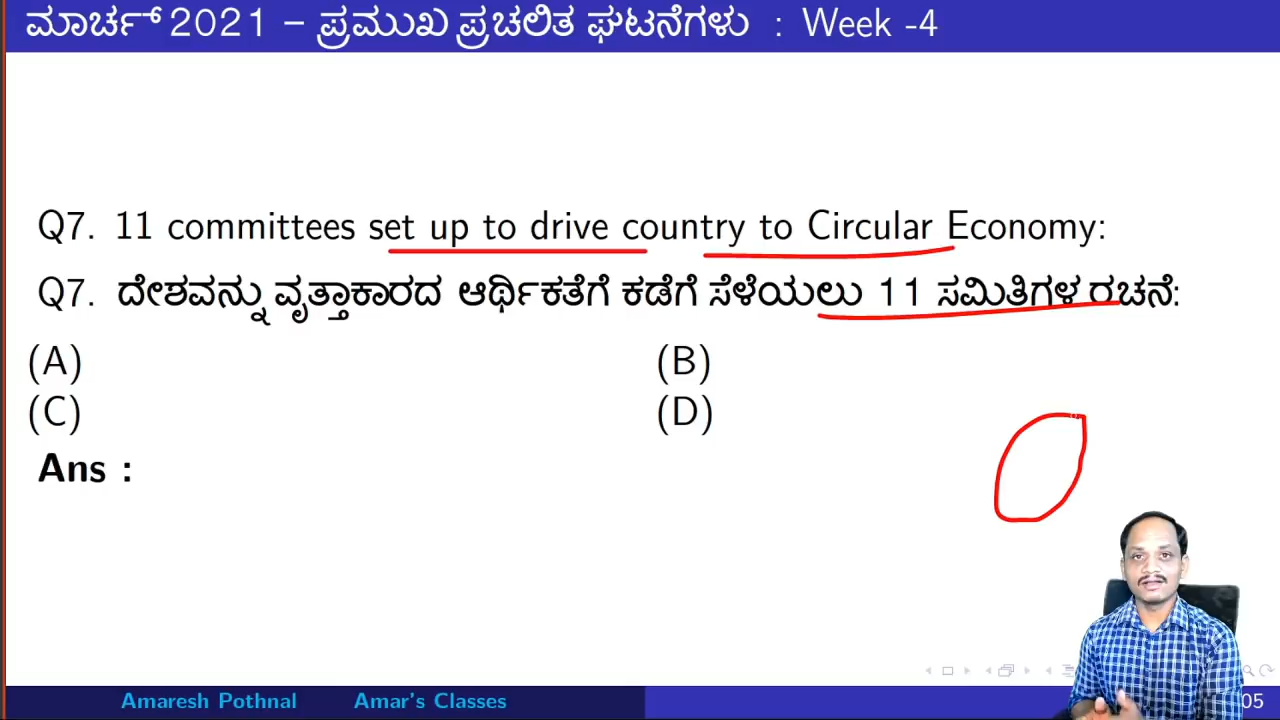 ಮಾರ್ಚ್ 2021 – ಪ್ರಮುಖ ಪ್ರಚಲಿತ ಘಟನೆಗಳು : Week -4
Q7. 11 committees set up to drive country to Circular Economy:
Q7. ದೇಶವನ್ನು ವೃತ್ತಾಕಾರದ ಆರ್ಥಿಕತೆಗೆ ಕಡೆಗೆ ಸೆಳೆಯಲು 11 ಸಮಿತಿಗಳ ರಚನೆ:
(A) (B)
(C) (D)
Ans :
Amaresh Pothnal Amar's Classes 05